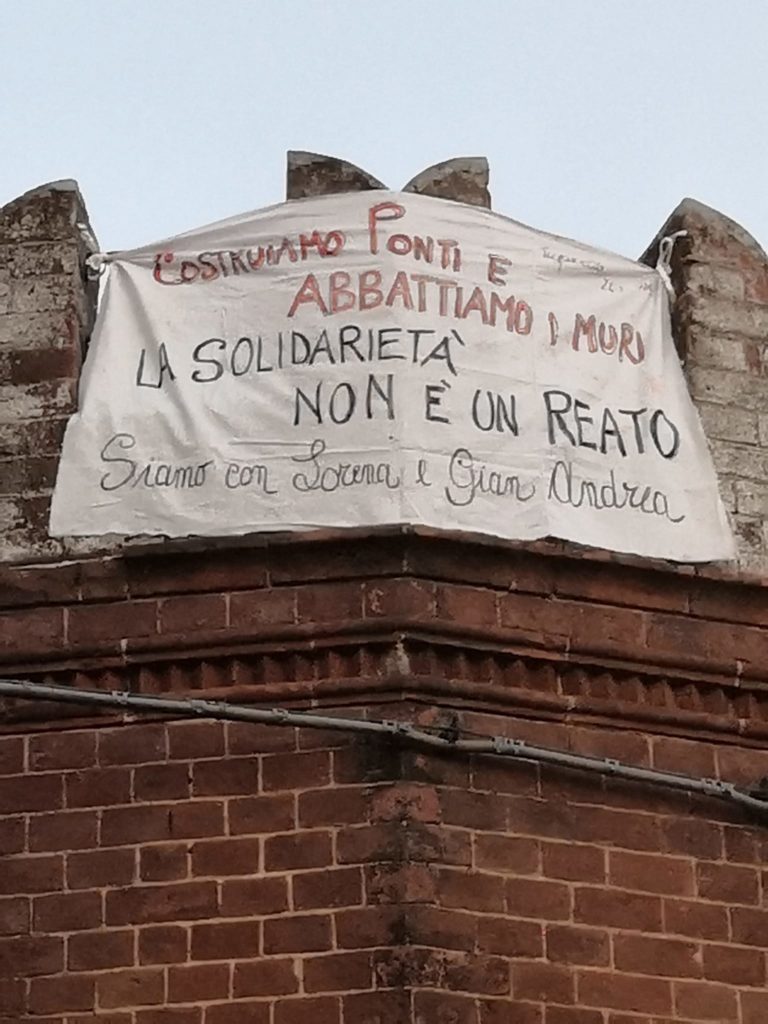 COSTRUIAMO PONTI E
ABBATTIAMO I MURI
LA SOLIDARIETÀ
NON È UN REATO
Siamo con Lorena e Gian Andrea